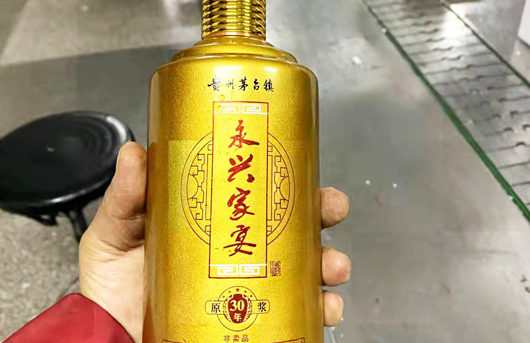 贵州茅台镇
永兴家宴
原30年浆
非卖品